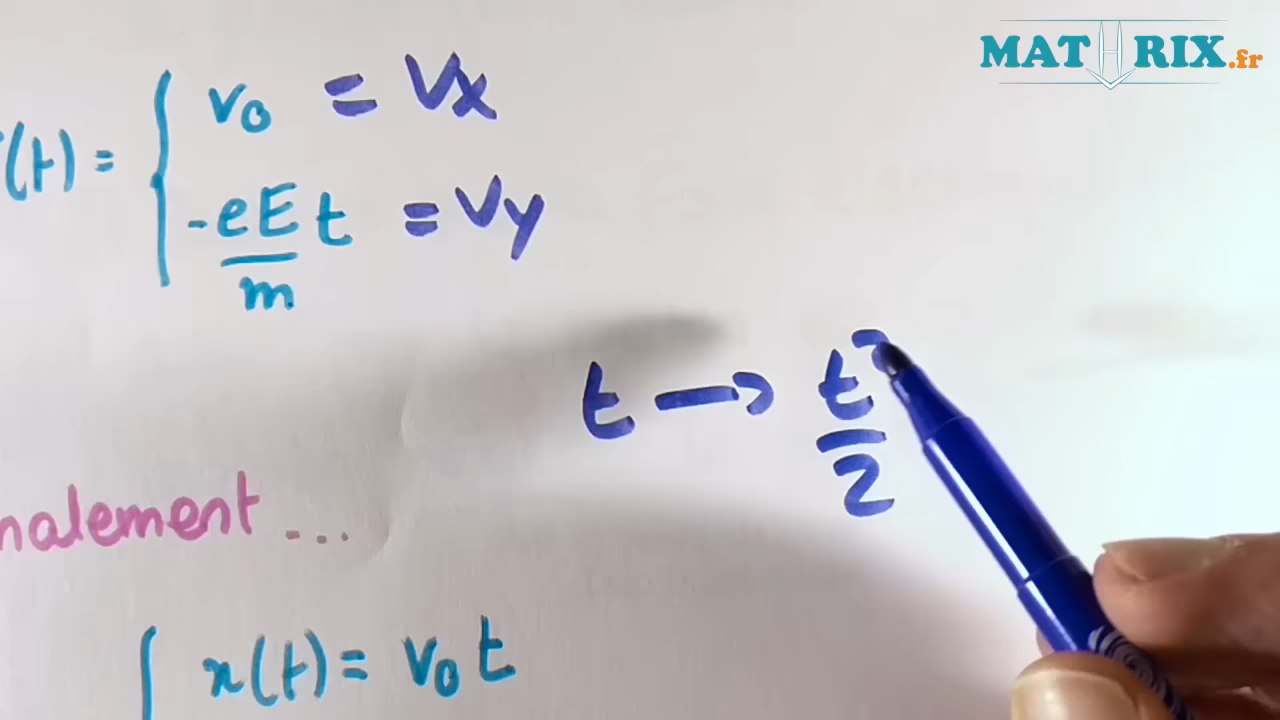 MATHRIX.fr
v0 = Vx
(t) =
-eE/m t = Vy
t → t²/2
nalement ...
x(t) = v0 t